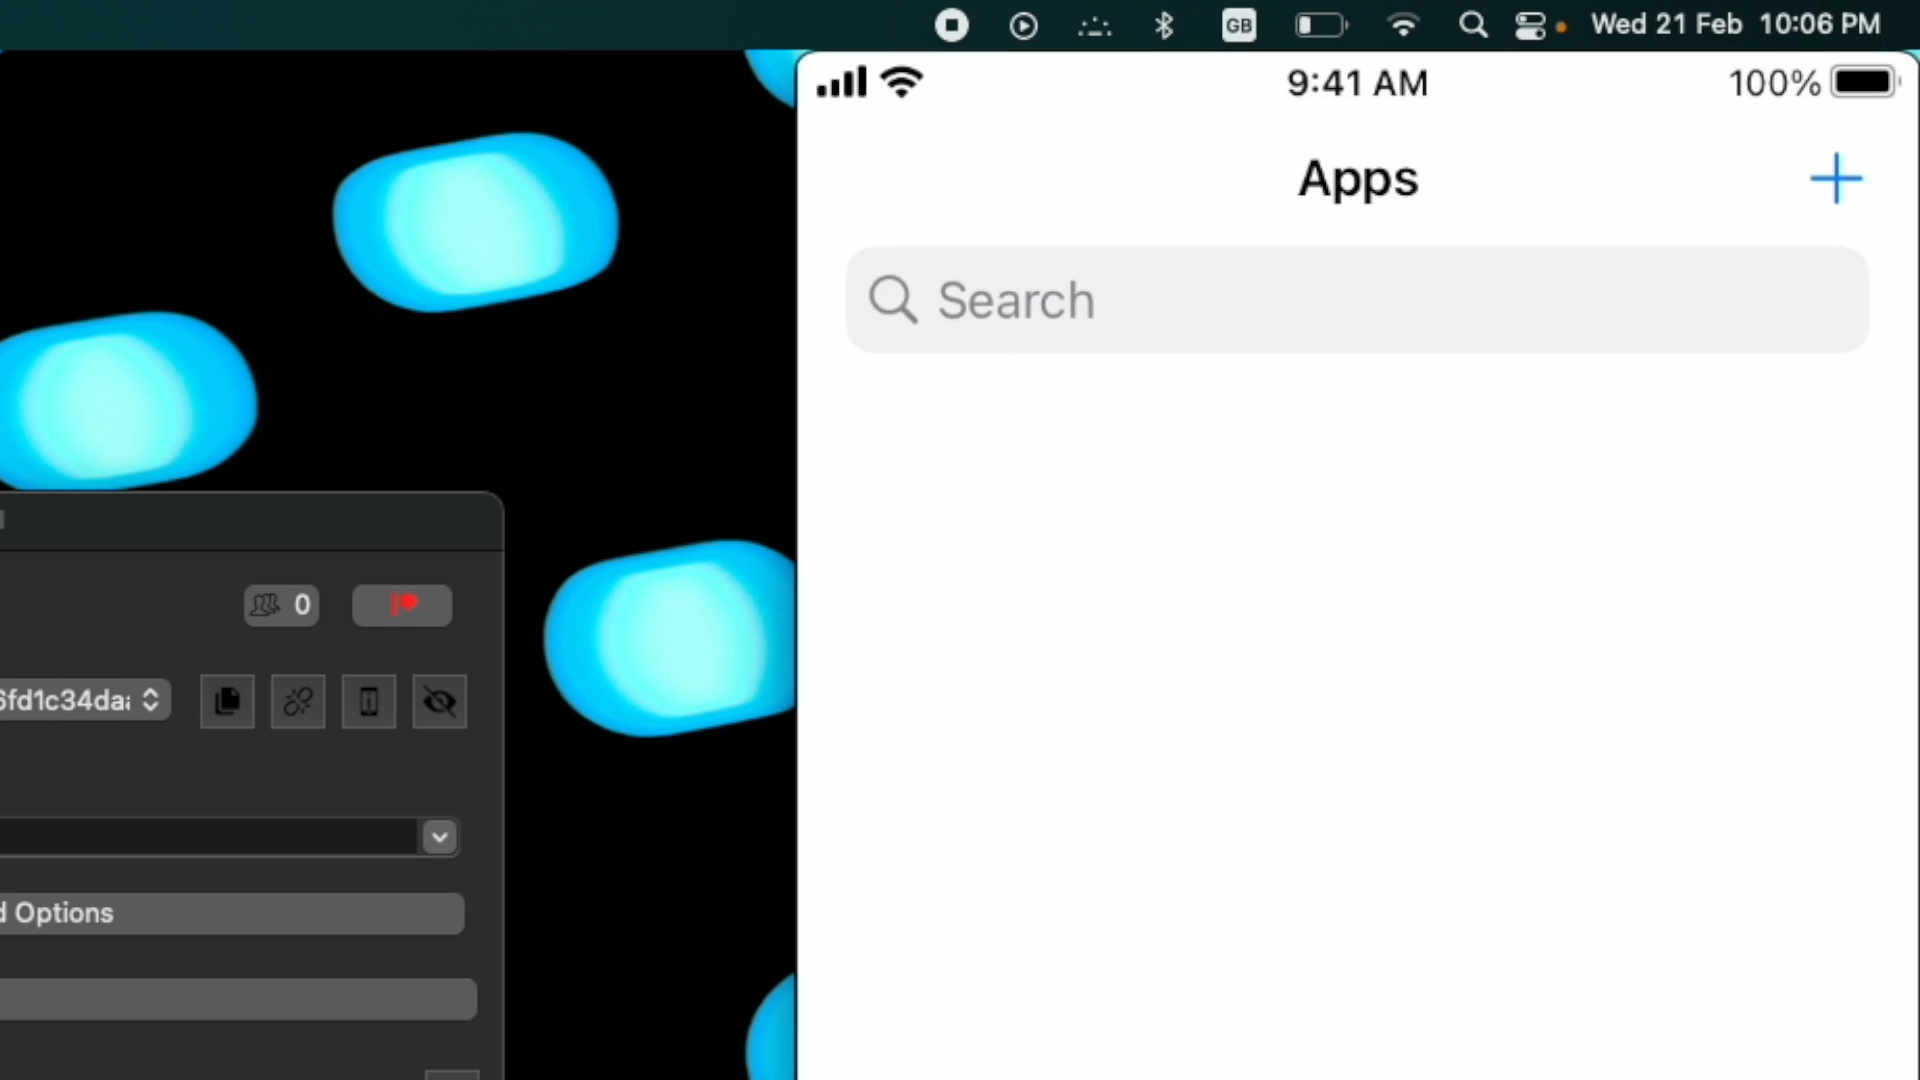 GB Wed 21 Feb 10:06 PM
9:41 AM 100%
Apps
Search
0
6fd1c34da
Options